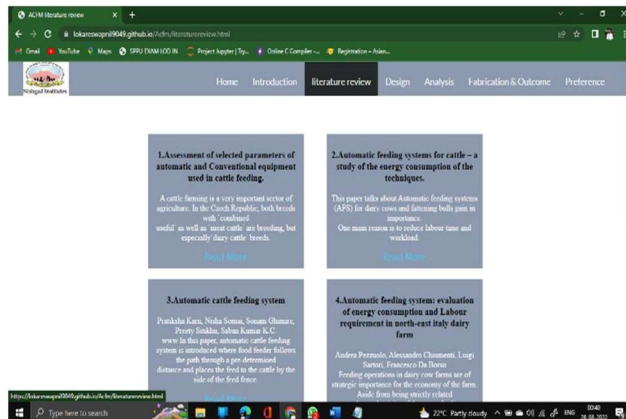 ACFM literature review
lokareswapnil9049.github.io/Acfm/literaturereview.html
Gmail YouTube Maps SPPU EXAM LOG IN Project Jupyter | Try... Online C Compiler -... Registration - Asian...
Home Introduction literature review Design Analysis Fabrication & Outcome Preference
1.Assessment of selected parameters of
automatic and Conventional equipment
used in cattle feeding.
A cattle farming is a very important sector of
agriculture. In the Czech Republic, both breeds
with `combined
useful` as well as `meat cattle` are breeding, but
especially `dairy cattle` breeds.
Read More
2.Automatic feeding systems for cattle – a
study of the energy consumption of the
techniques.
This paper talks about Automatic feeding systems
(AFS) for dairy cows and fattening bulls gain in
importance.
One main reason is to reduce labour time and
workload.
Read More
3.Automatic cattle feeding system
Pratiksha Karn, Nisha Somai, Sonam Ghimire,
Preety Sitikhu, Saban Kumar K.C.
www In this paper, automatic cattle feeding
system is introduced where food feeder follows
the path through a pre-determined
distance and places the feed to the cattle by the
side of the feed fence.
4.Automatic feeding system: evaluation
of energy consumption and Labour
requirement in north-east italy dairy
farm
Andrea Pezzuolo, Alessandro Chiumenti, Luigi
Sartori, Francesco Da Borso
Feeding operations in dairy cow farms are of
strategic importance for the economy of the farm.
Aside from being strictly related
https://lokareswapnil9049.github.io/Acfm/literaturereview.html
Type here to search
22°C Partly cloudy ENG
00:40
28-08-2022